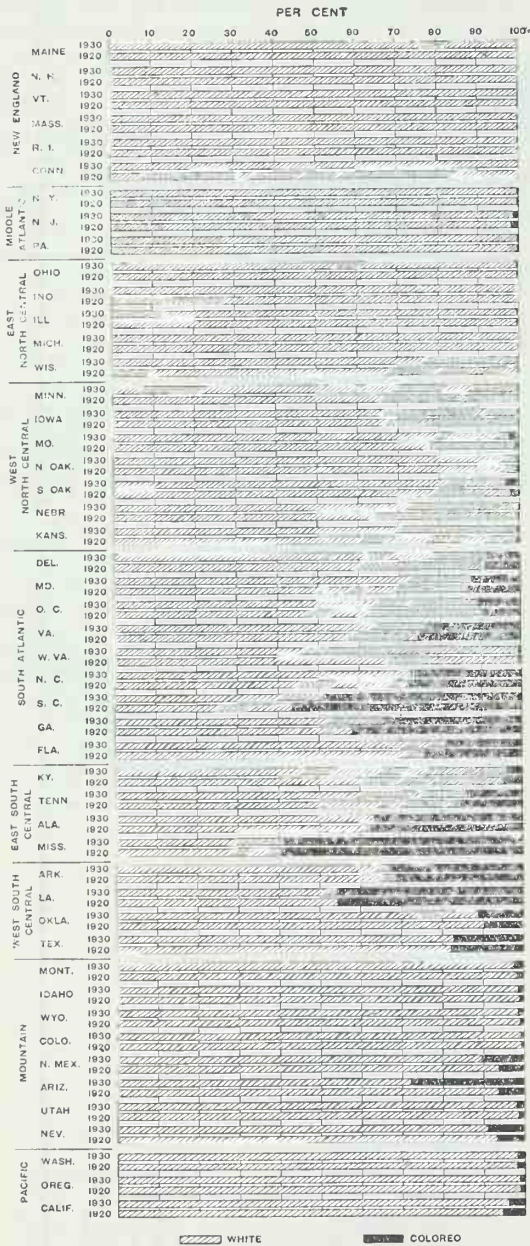 PER CENT
0 10 20 30 40 50 60 70 80 90 100%
NEW ENGLAND
MAINE 1930
1920
N. H. 1930
1920
VT. 1930
1920
MASS. 1930
1920
R. I. 1930
1920
CONN. 1930
1920
MIDDLE ATLANTIC
N. Y. 1930
1920
N. J. 1930
1920
PA. 1930
1920
EAST NORTH CENTRAL
OHIO 1930
1920
IND 1930
1920
ILL 1930
1920
MICH. 1930
1920
WIS. 1930
1920
WEST NORTH CENTRAL
MINN. 1930
1920
IOWA 1930
1920
MO. 1930
1920
N OAK. 1930
1920
S OAK 1930
1920
NEBR 1930
1920
KANS. 1930
1920
SOUTH ATLANTIC
DEL. 1930
1920
MD. 1930
1920
D. C. 1930
1920
VA. 1930
1920
W. VA. 1930
1920
N. C. 1930
1920
S. C. 1930
1920
GA. 1930
1920
FLA. 1930
1920
EAST SOUTH CENTRAL
KY. 1930
1920
TENN 1930
1920
ALA. 1930
1920
MISS. 1930
1920
WEST SOUTH CENTRAL
ARK. 1930
1920
LA. 1930
1920
OKLA. 1930
1920
TEX. 1930
1920
MOUNTAIN
MONT. 1930
1920
IDAHO 1930
1920
WYO. 1930
1920
COLO. 1930
1920
N. MEX. 1930
1920
ARIZ. 1930
1920
UTAH 1930
1920
NEV. 1930
1920
PACIFIC
WASH. 1930
1920
OREG. 1930
1920
CALIF. 1930
1920
WHITE COLORED